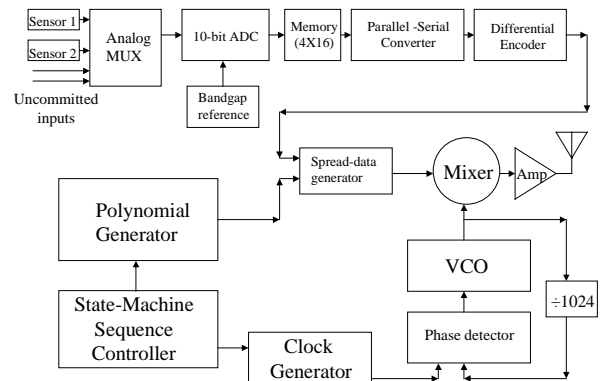 Sensor 1
Sensor 2
Uncommitted
inputs
Analog
MUX
10-bit ADC
Bandgap
reference
Memory
(4X16)
Parallel -Serial
Converter
Differential
Encoder
Spread-data
generator
Mixer
Amp
Polynomial
Generator
VCO
÷1024
State-Machine
Sequence
Controller
Phase detector
Clock
Generator